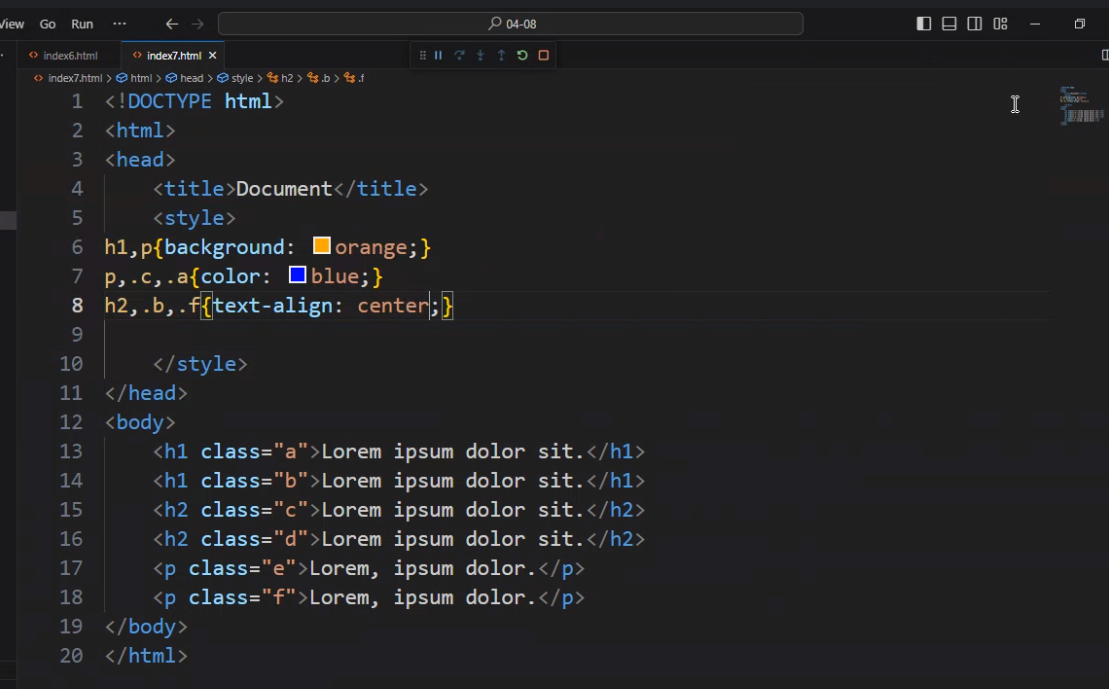 View Go Run ··· 04-08
index6.html index7.html
index7.html > html > head > style > h2 > .b > .f
1 <!DOCTYPE html>
2 <html>
3 <head>
4 <title>Document</title>
5 <style>
6 h1,p{background: orange;}
7 p,.c,.a{color: blue;}
8 h2,.b,.f{text-align: center;}
9
10 </style>
11 </head>
12 <body>
13 <h1 class="a">Lorem ipsum dolor sit.</h1>
14 <h1 class="b">Lorem ipsum dolor sit.</h1>
15 <h2 class="c">Lorem ipsum dolor sit.</h2>
16 <h2 class="d">Lorem ipsum dolor sit.</h2>
17 <p class="e">Lorem, ipsum dolor.</p>
18 <p class="f">Lorem, ipsum dolor.</p>
19 </body>
20 </html>